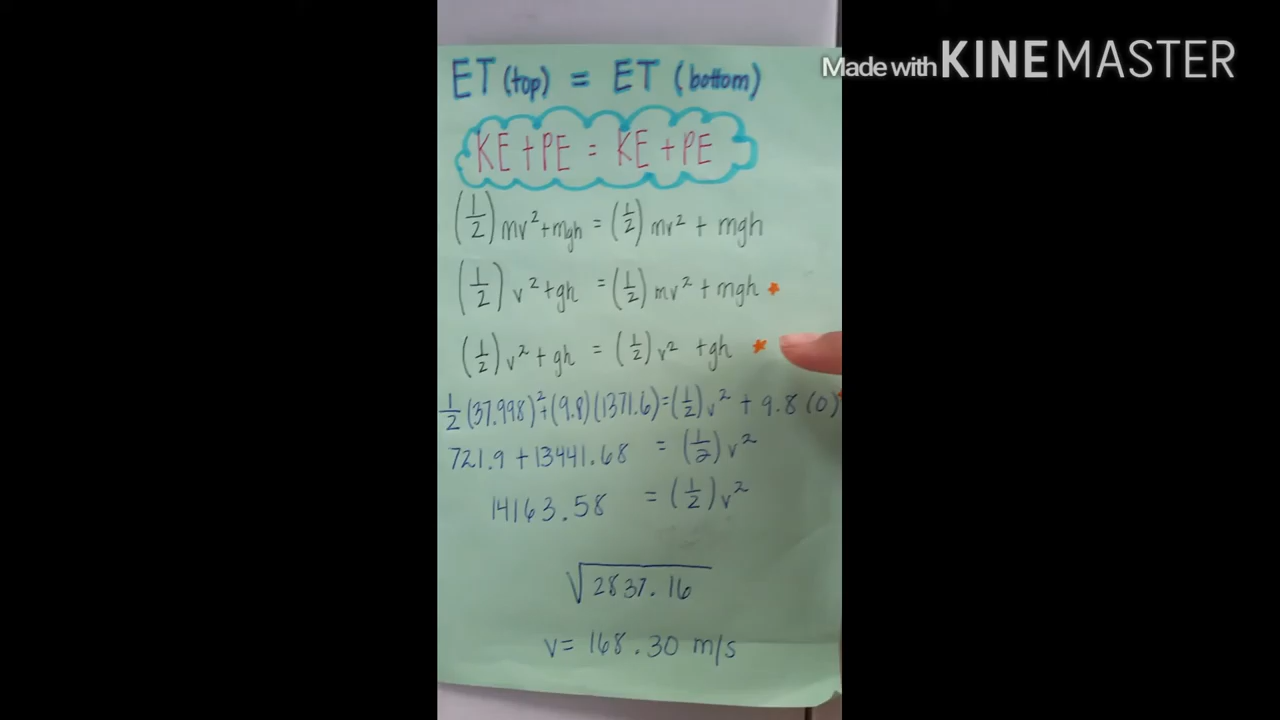 Made with KINEMASTER
ET (top) = ET (bottom)
KE + PE = KE + PE
(1/2) mv² + mgh = (1/2) mv² + mgh
(1/2) v² + gh = (1/2) mv² + mgh
(1/2) v² + gh = (1/2) v² + gh
1/2 (37.998)² + (9.8)(1371.6) = (1/2) v² + 9.8 (0)
721.9 + 13441.68 = (1/2) v²
14163.58 = (1/2) v²
√2837.16
v = 168.30 m/s